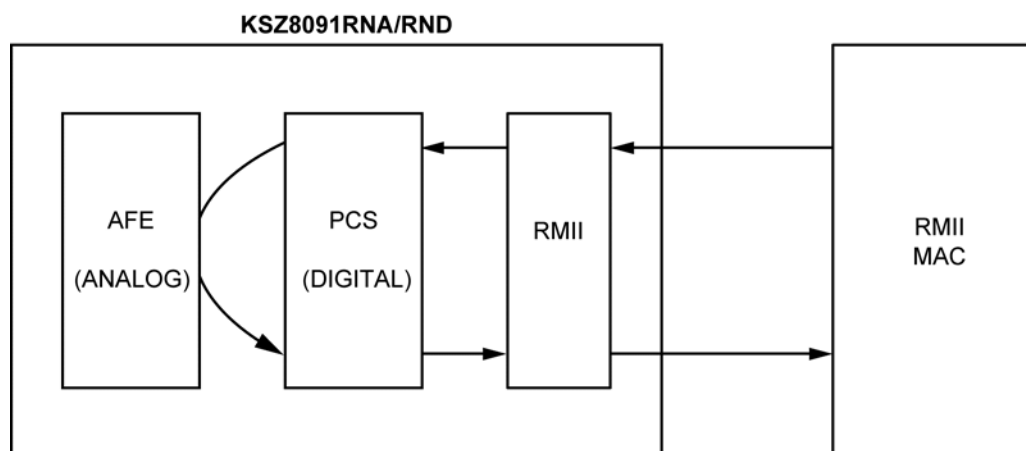 KSZ8091RNA/RND
AFE
(ANALOG)
PCS
(DIGITAL)
RMII
RMII
MAC